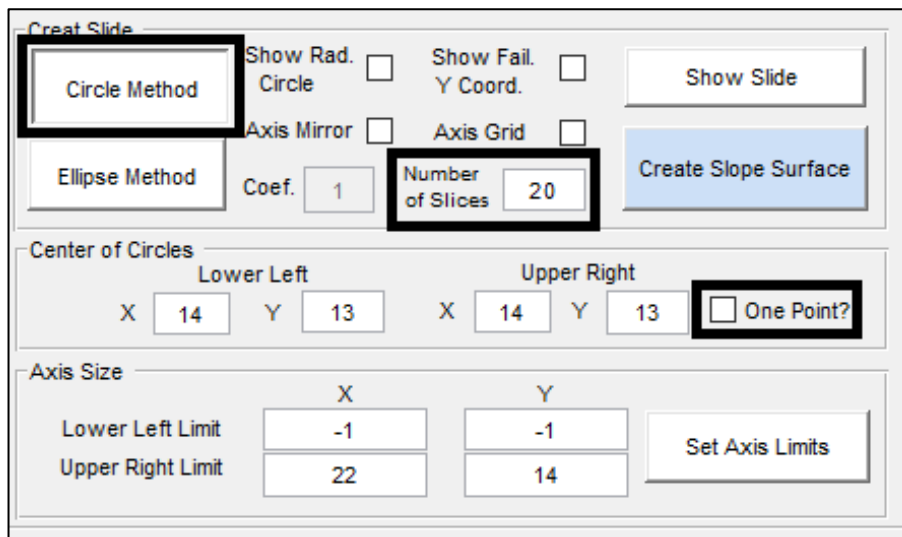 Creat Slide
Circle Method
Show Rad.
Circle
Show Fail.
Y Coord.
Show Slide
Axis Mirror
Axis Grid
Ellipse Method
Coef.
1
Number
of Slices
20
Create Slope Surface
Center of Circles
Lower Left
Upper Right
X 14 Y 13 X 14 Y 13 One Point?
Axis Size
X Y
Lower Left Limit -1 -1
Upper Right Limit 22 14
Set Axis Limits